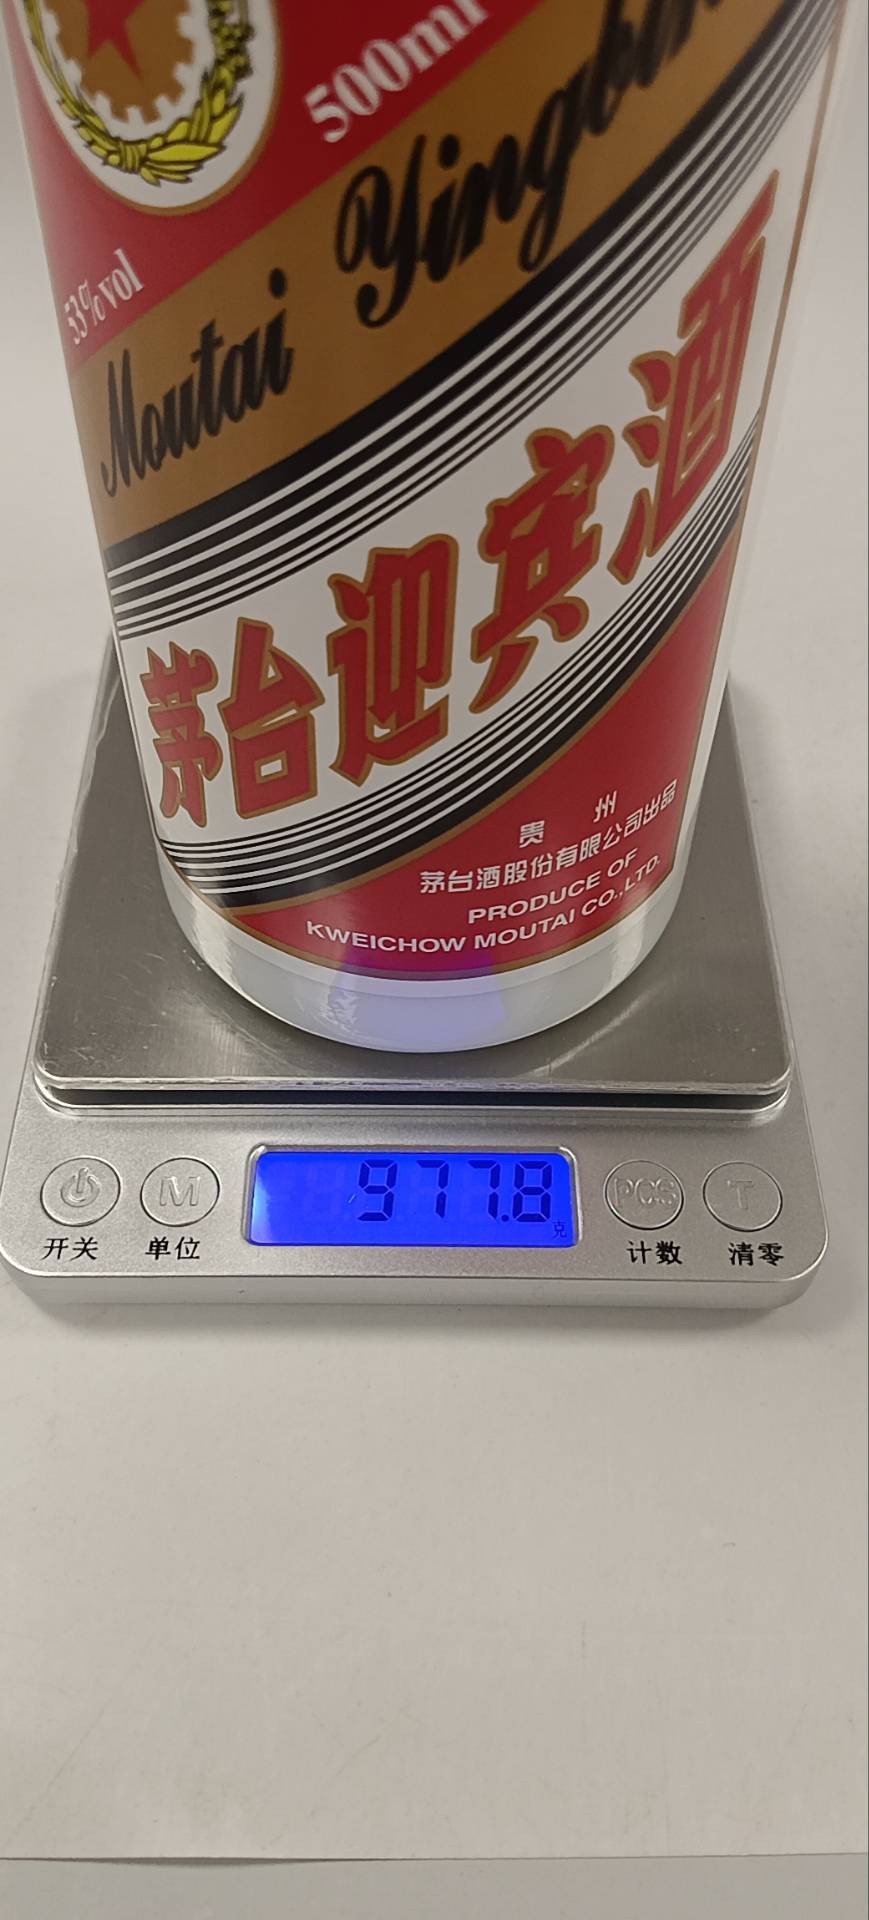 500ml
53%vol
Moutai Yingbin
茅台迎宾酒
贵 州
茅台酒股份有限公司出品
PRODUCE OF
KWEICHOW MOUTAI CO.,LTD.
977.8
克
M
PCS
T
开关
单位
计数
清零